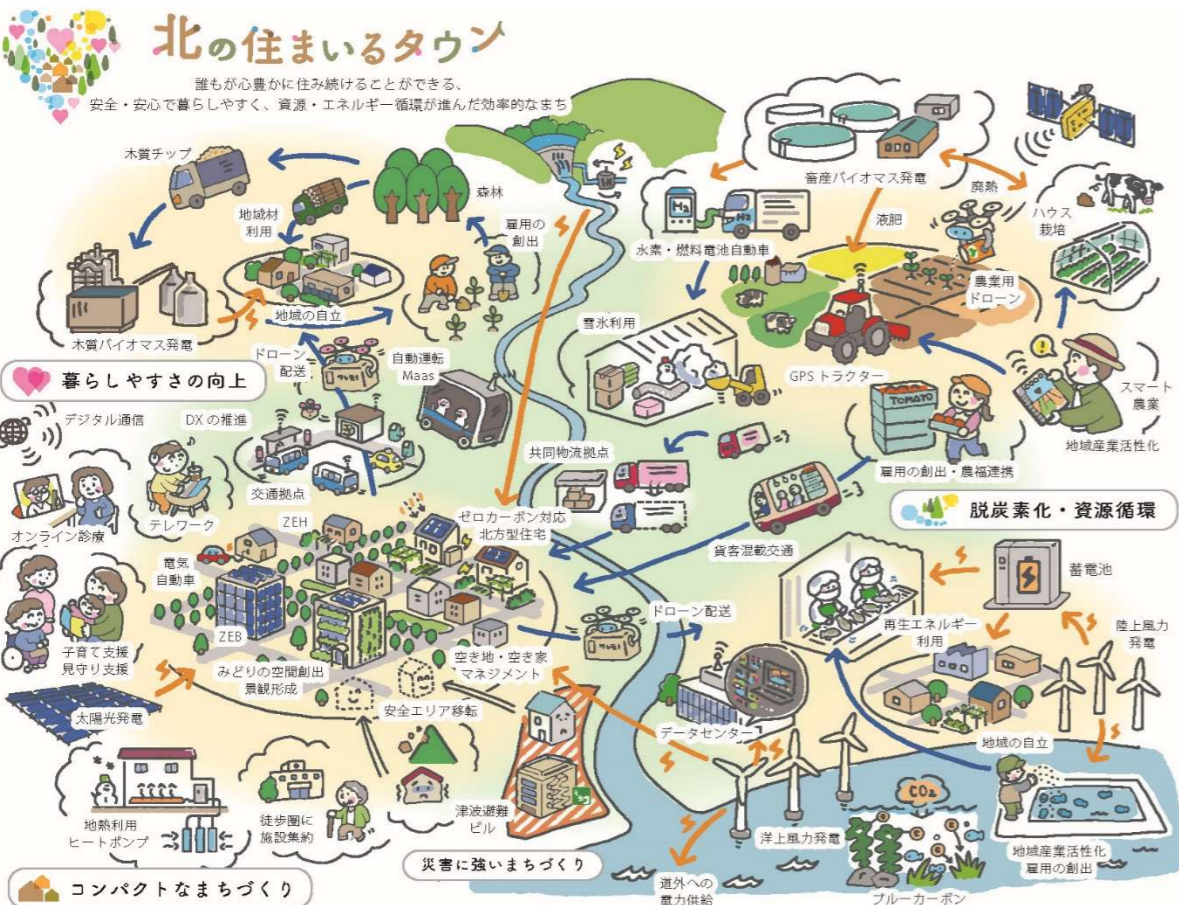 北の住まいるタウン
誰もが心豊かに住み続けることができる、
安全・安心で暮らしやすく、資源・エネルギー循環が進んだ効率的なまち
木質チップ
地域材
利用
森林
雇用の
創出
木質バイオマス発電
地域の自立
畜産バイオマス発電
廃熱
液肥
ハウス
栽培
H2
H2
水素・燃料電池自動車
農業用
ドローン
雪氷利用
GPSトラクター
TOMATO
スマート
農業
地域産業活性化
雇用の創出・農福連携
脱炭素化・資源循環
暮らしやすさの向上
ドローン
配送
自動運転
Maas
デジタル通信
DXの推進
交通拠点
テレワーク
オンライン診療
共同物流拠点
貨客混載交通
ZEH
ゼロカーボン対応
北方型住宅
電気
自動車
ZEB
みどりの空間創出
景観形成
空き地・空き家
マネジメント
ドローン配送
子育て支援
見守り支援
太陽光発電
安全エリア移転
蓄電池
再生エネルギー
利用
陸上風力
発電
データセンター
地域の自立
地熱利用
ヒートポンプ
徒歩圏に
施設集約
津波避難
ビル
災害に強いまちづくり
コンパクトなまちづくり
洋上風力発電
道外への
電力供給
CO2
ブルーカーボン
地域産業活性化
雇用の創出